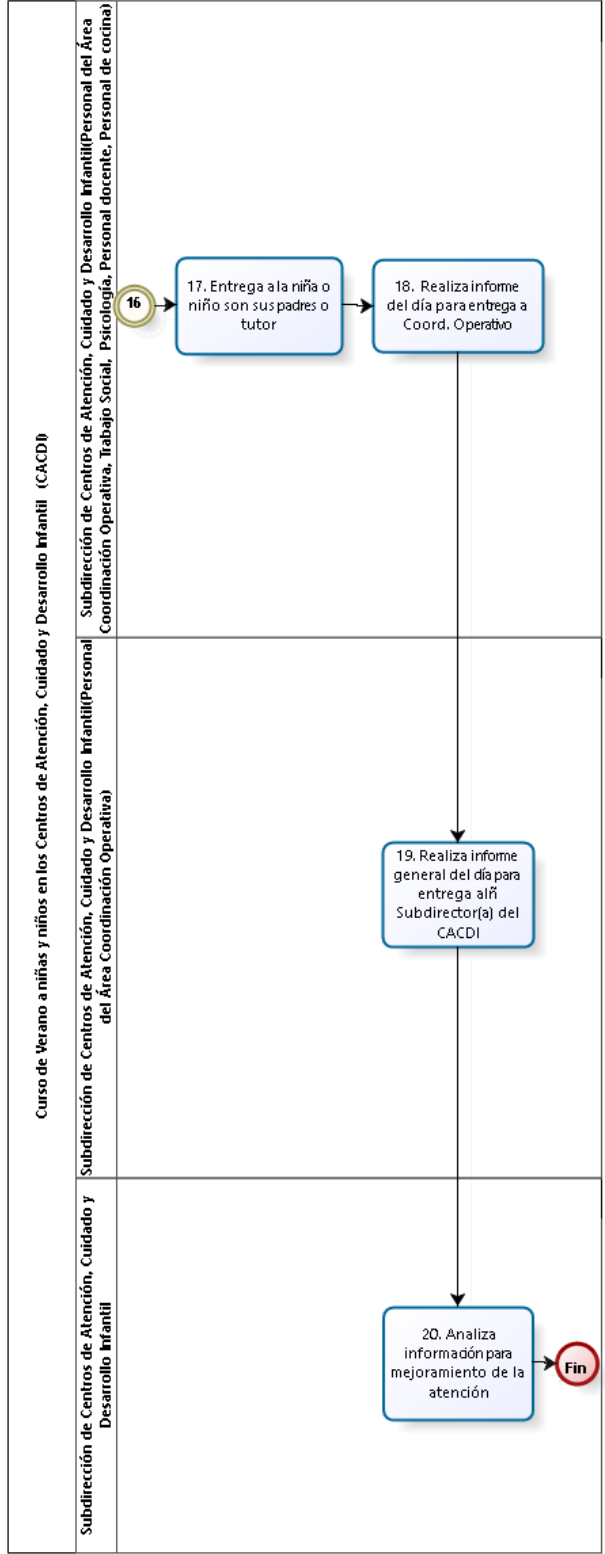 Curso de Verano a niñas y niños en los Centros de Atención, Cuidado y Desarrollo Infantil (CACDI)
Subdirección de Centros de Atención, Cuidado y Desarrollo Infantil(Personal del Área
Coordinación Operativa, Trabajo Social, Psicología, Personal docente, Personal de cocina)
16
17. Entrega a la niña o
niño son sus padres o
tutor
18. Realiza informe
del día para entrega a
Coord. Operativo
Subdirección de Centros de Atención, Cuidado y Desarrollo Infantil(Personal
del Área Coordinación Operativa)
19. Realiza informe
general del día para
entrega alñ
Subdirector(a) del
CACDI
Subdirección de Centros de Atención, Cuidado y
Desarrollo Infantil
20. Analiza
información para
mejoramiento de la
atención
Fin